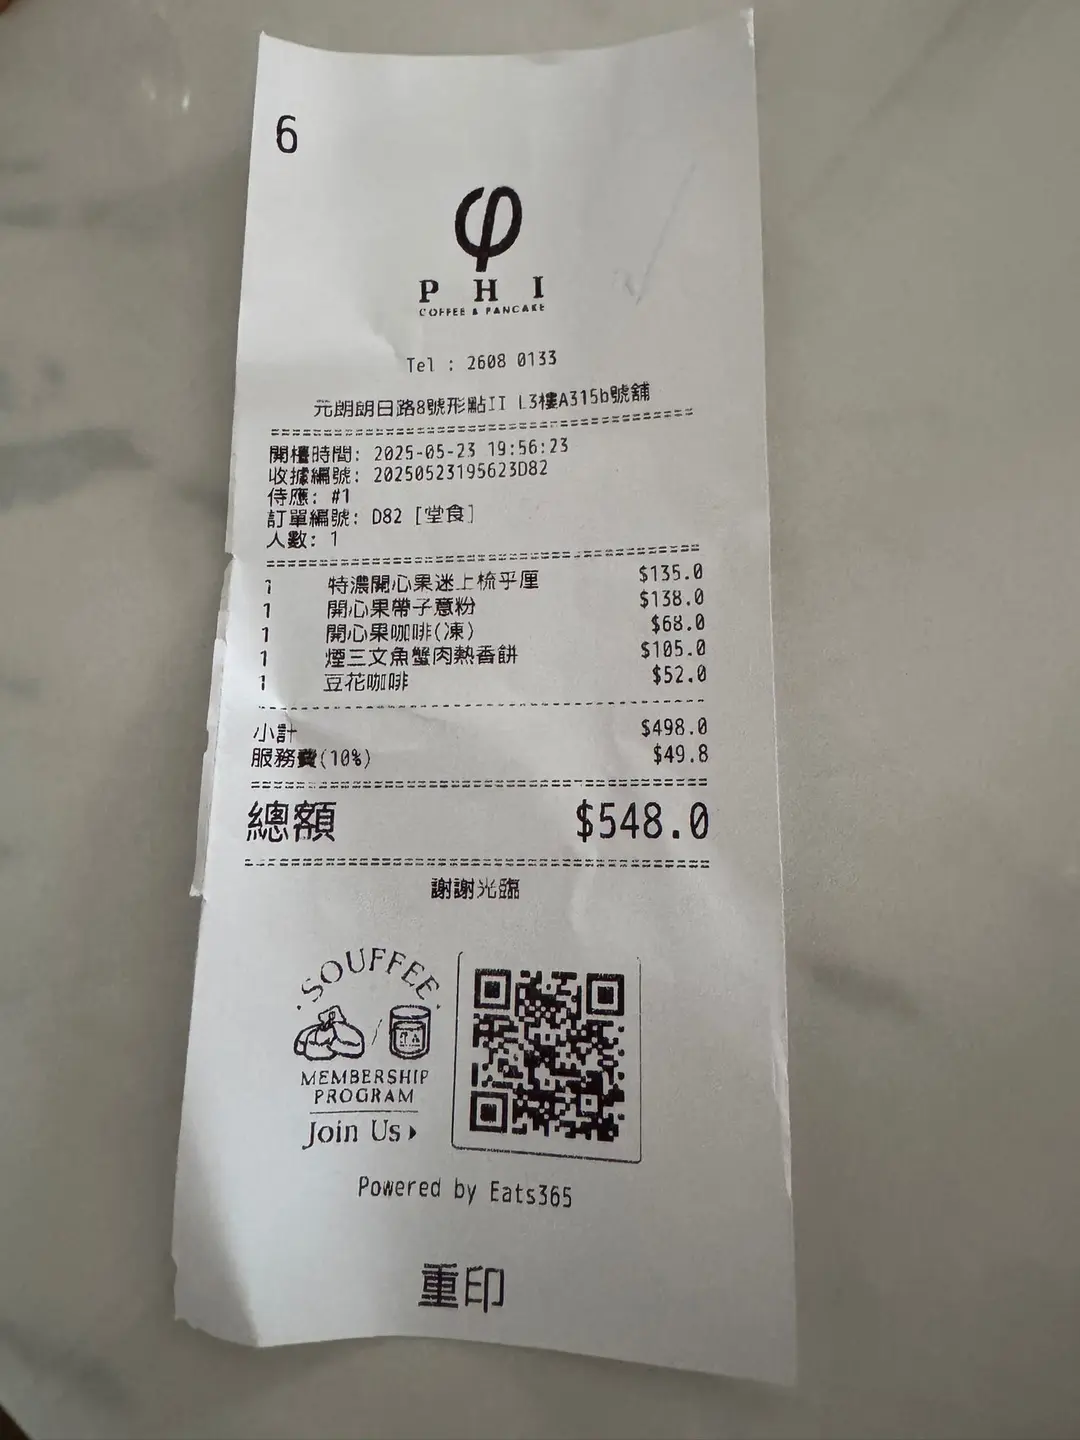 6
PHI
COFFEE & PANCAKE
Tel : 2608 0133
元朗朗日路8號形點II L3樓A315b號舖
開檯時間: 2025-05-23 19:56:23
收據編號: 20250523195623D82
侍應: #1
訂單編號: D82 [堂食]
人數: 1
1 特濃開心果迷上梳乎厘 $135.0
1 開心果帶子意粉 $138.0
1 開心果咖啡(凍) $68.0
1 煙三文魚蟹肉熱香餅 $105.0
1 豆花咖啡 $52.0
小計 $498.0
服務費(10%) $49.8
總額 $548.0
謝謝光臨
SOUFFEE
MEMBERSHIP
PROGRAM
Join Us
Powered by Eats365
重印